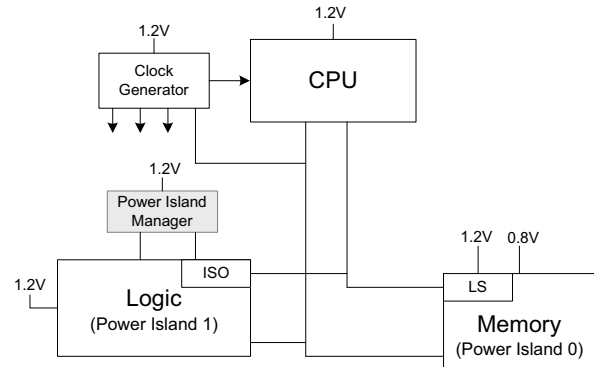 1.2V
1.2V
Clock
Generator
CPU
1.2V
Power Island
Manager
1.2V
0.8V
ISO
1.2V
LS
Logic
(Power Island 1)
Memory
(Power Island 0)